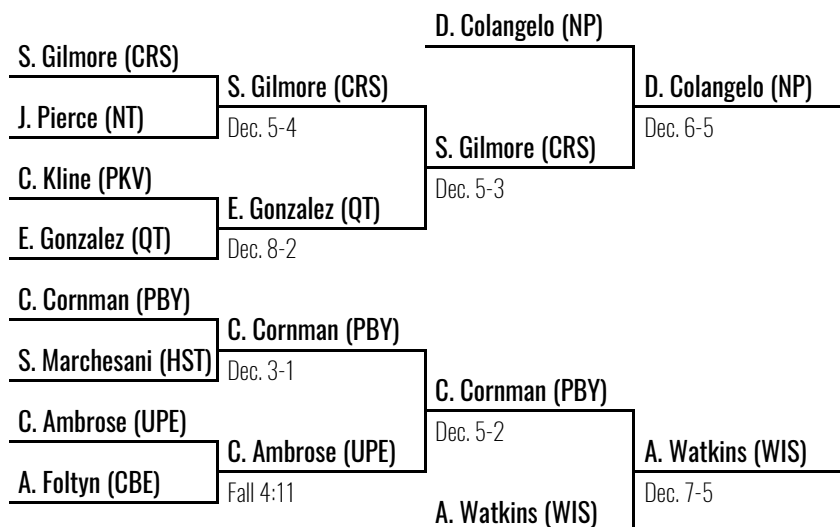 S. Gilmore (CRS)
J. Pierce (NT)
C. Kline (PKV)
E. Gonzalez (QT)
C. Cornman (PBY)
S. Marchesani (HST)
C. Ambrose (UPE)
A. Foltyn (CBE)
S. Gilmore (CRS)
Dec. 5-4
E. Gonzalez (QT)
Dec. 8-2
C. Cornman (PBY)
Dec. 3-1
C. Ambrose (UPE)
Fall 4:11
D. Colangelo (NP)
S. Gilmore (CRS)
Dec. 5-3
C. Cornman (PBY)
Dec. 5-2
A. Watkins (WIS)
D. Colangelo (NP)
Dec. 6-5
A. Watkins (WIS)
Dec. 7-5